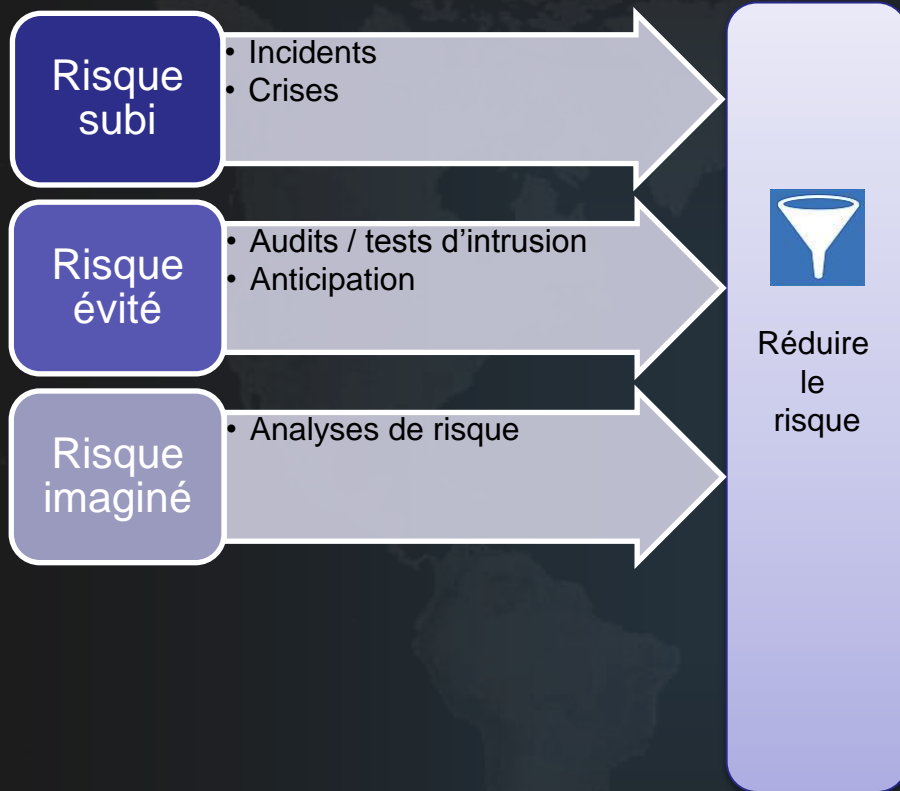 Risque
subi
• Incidents
• Crises
Risque
évité
• Audits / tests d’intrusion
• Anticipation
Risque
imaginé
• Analyses de risque
Réduire
le
risque